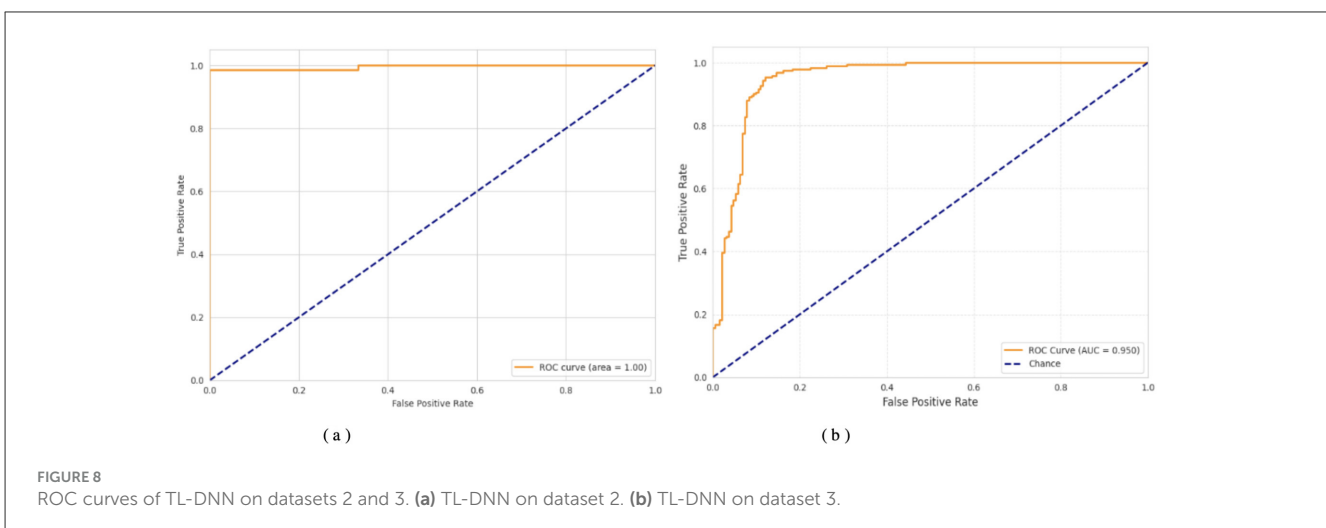 1.0
0.8
0.6
0.4
0.2
0.0
True Positive Rate
0.0 0.2 0.4 0.6 0.8 1.0
False Positive Rate
ROC curve (area = 1.00)
( a )
1.0
0.8
0.6
0.4
0.2
0.0
True Positive Rate
0.0 0.2 0.4 0.6 0.8 1.0
False Positive Rate
ROC Curve (AUC = 0.950)
Chance
( b )
FIGURE 8
ROC curves of TL-DNN on datasets 2 and 3. (a) TL-DNN on dataset 2. (b) TL-DNN on dataset 3.